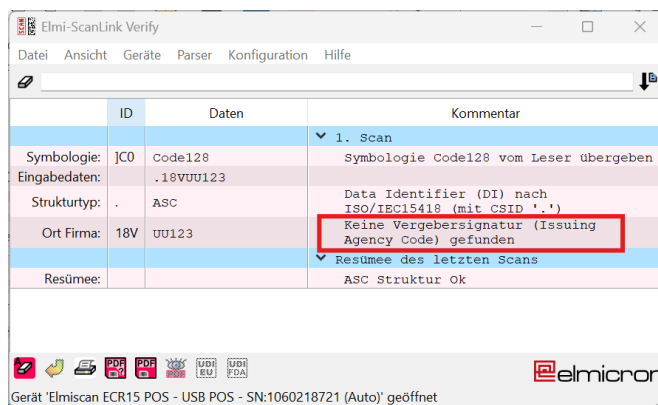 Elmi-ScanLink Verify
Datei Ansicht Geräte Parser Konfiguration Hilfe
ID Daten Kommentar
1. Scan
Symbologie: ]C0 Code128 Symbologie Code128 vom Leser übergeben
Eingabedaten: .18VUU123
Strukturtyp: . ASC Data Identifier (DI) nach
ISO/IEC15418 (mit CSID '.')
Ort Firma: 18V UU123 Keine Vergebersignatur (Issuing
Agency Code) gefunden
Resümee des letzten Scans
Resümee: ASC Struktur Ok
PDF ? PDF PDF UDI EU UDI FDA
elmicron
Gerät 'Elmiscan ECR15 POS - USB POS - SN:1060218721 (Auto)' geöffnet